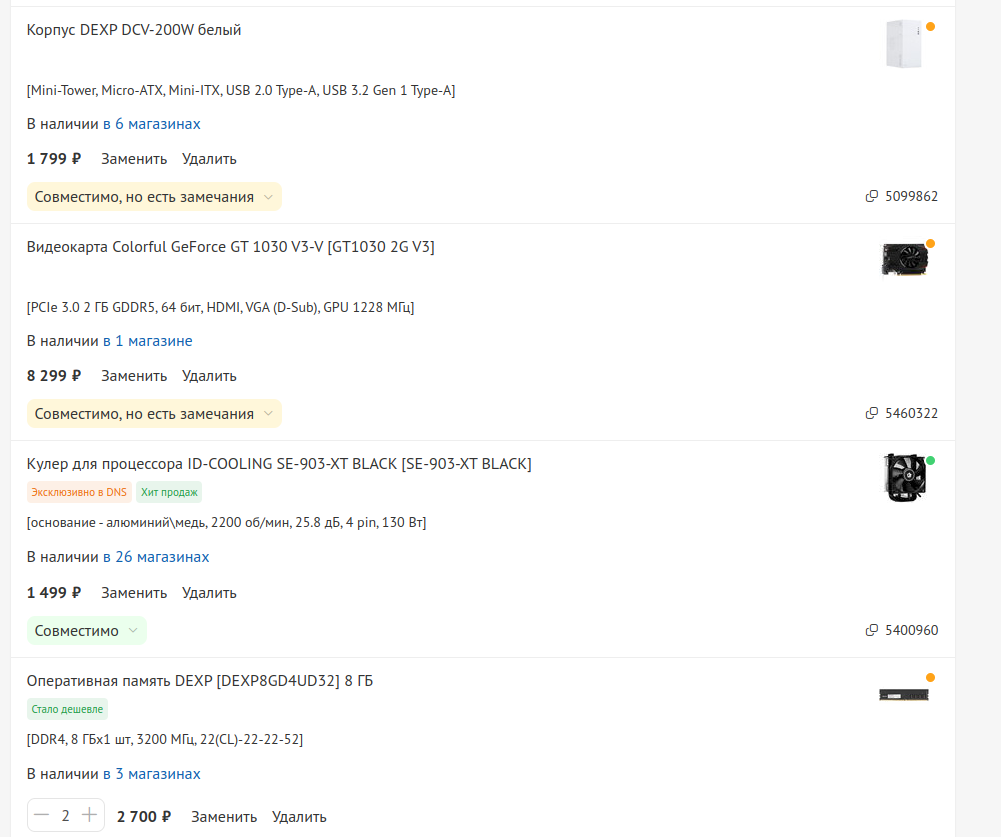 Корпус DEXP DCV-200W белый
[Mini-Tower, Micro-ATX, Mini-ITX, USB 2.0 Type-A, USB 3.2 Gen 1 Type-A]
В наличии в 6 магазинах
1 799 ₽ Заменить Удалить
Совместимо, но есть замечания
5099862
Видеокарта Colorful GeForce GT 1030 V3-V [GT1030 2G V3]
[PCIe 3.0 2 ГБ GDDR5, 64 бит, HDMI, VGA (D-Sub), GPU 1228 МГц]
В наличии в 1 магазине
8 299 ₽ Заменить Удалить
Совместимо, но есть замечания
5460322
Кулер для процессора ID-COOLING SE-903-XT BLACK [SE-903-XT BLACK]
Эксклюзивно в DNS Хит продаж
[основание - алюминий\медь, 2200 об/мин, 25.8 дБ, 4 pin, 130 Вт]
В наличии в 26 магазинах
1 499 ₽ Заменить Удалить
Совместимо
5400960
Оперативная память DEXP [DEXP8GD4UD32] 8 ГБ
Стало дешевле
[DDR4, 8 ГБx1 шт, 3200 МГц, 22(CL)-22-22-52]
В наличии в 3 магазинах
— 2 + 2 700 ₽ Заменить Удалить